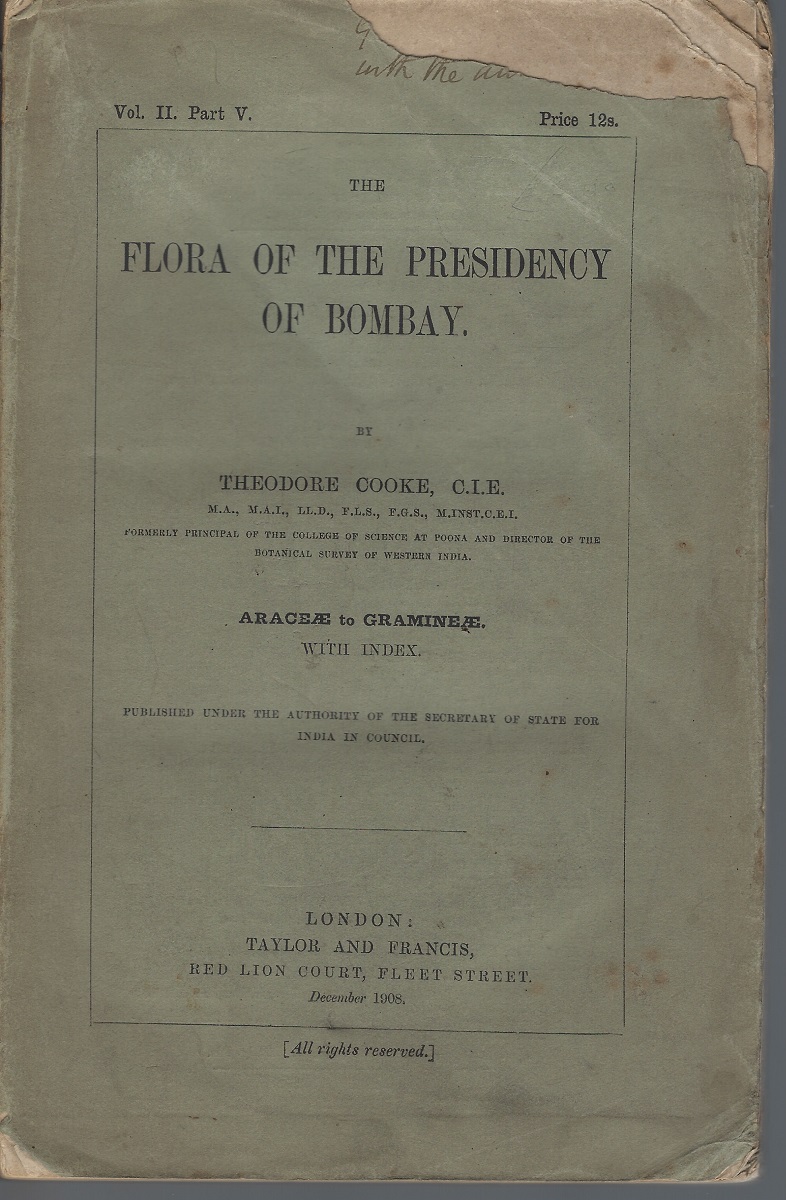 with the
Vol. II. Part V. Price 12s.
THE
FLORA OF THE PRESIDENCY
OF BOMBAY.
BY
THEODORE COOKE, C.I.E.
M.A., M.A.I., LL.D., F.L.S., F.G.S., M.INST.C.E.I.
FORMERLY PRINCIPAL OF THE COLLEGE OF SCIENCE AT POONA AND DIRECTOR OF THE
BOTANICAL SURVEY OF WESTERN INDIA.
ARACEÆ to GRAMINEÆ.
WITH INDEX.
PUBLISHED UNDER THE AUTHORITY OF THE SECRETARY OF STATE FOR
INDIA IN COUNCIL.
LONDON:
TAYLOR AND FRANCIS,
RED LION COURT, FLEET STREET.
December 1908.
[All rights reserved.]